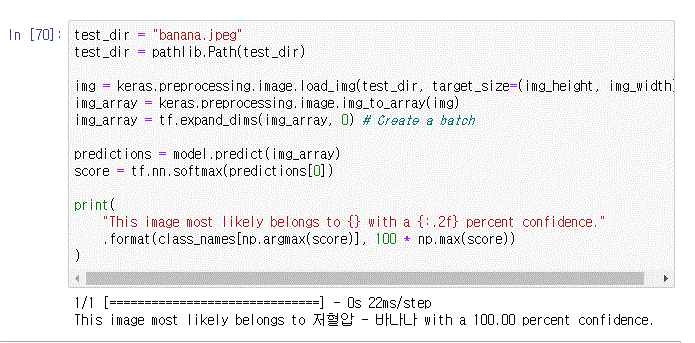 In [70]:
test_dir = "banana.jpeg"
test_dir = pathlib.Path(test_dir)
img = keras.preprocessing.image.load_img(test_dir, target_size=(img_height, img_width)
img_array = keras.preprocessing.image.img_to_array(img)
img_array = tf.expand_dims(img_array, 0) # Create a batch
predictions = model.predict(img_array)
score = tf.nn.softmax(predictions[0])
print(
"This image most likely belongs to {} with a {:.2f} percent confidence."
.format(class_names[np.argmax(score)], 100 * np.max(score))
)
1/1 [==============================] - 0s 22ms/step
This image most likely belongs to 저혈압 - 바나나 with a 100.00 percent confidence.